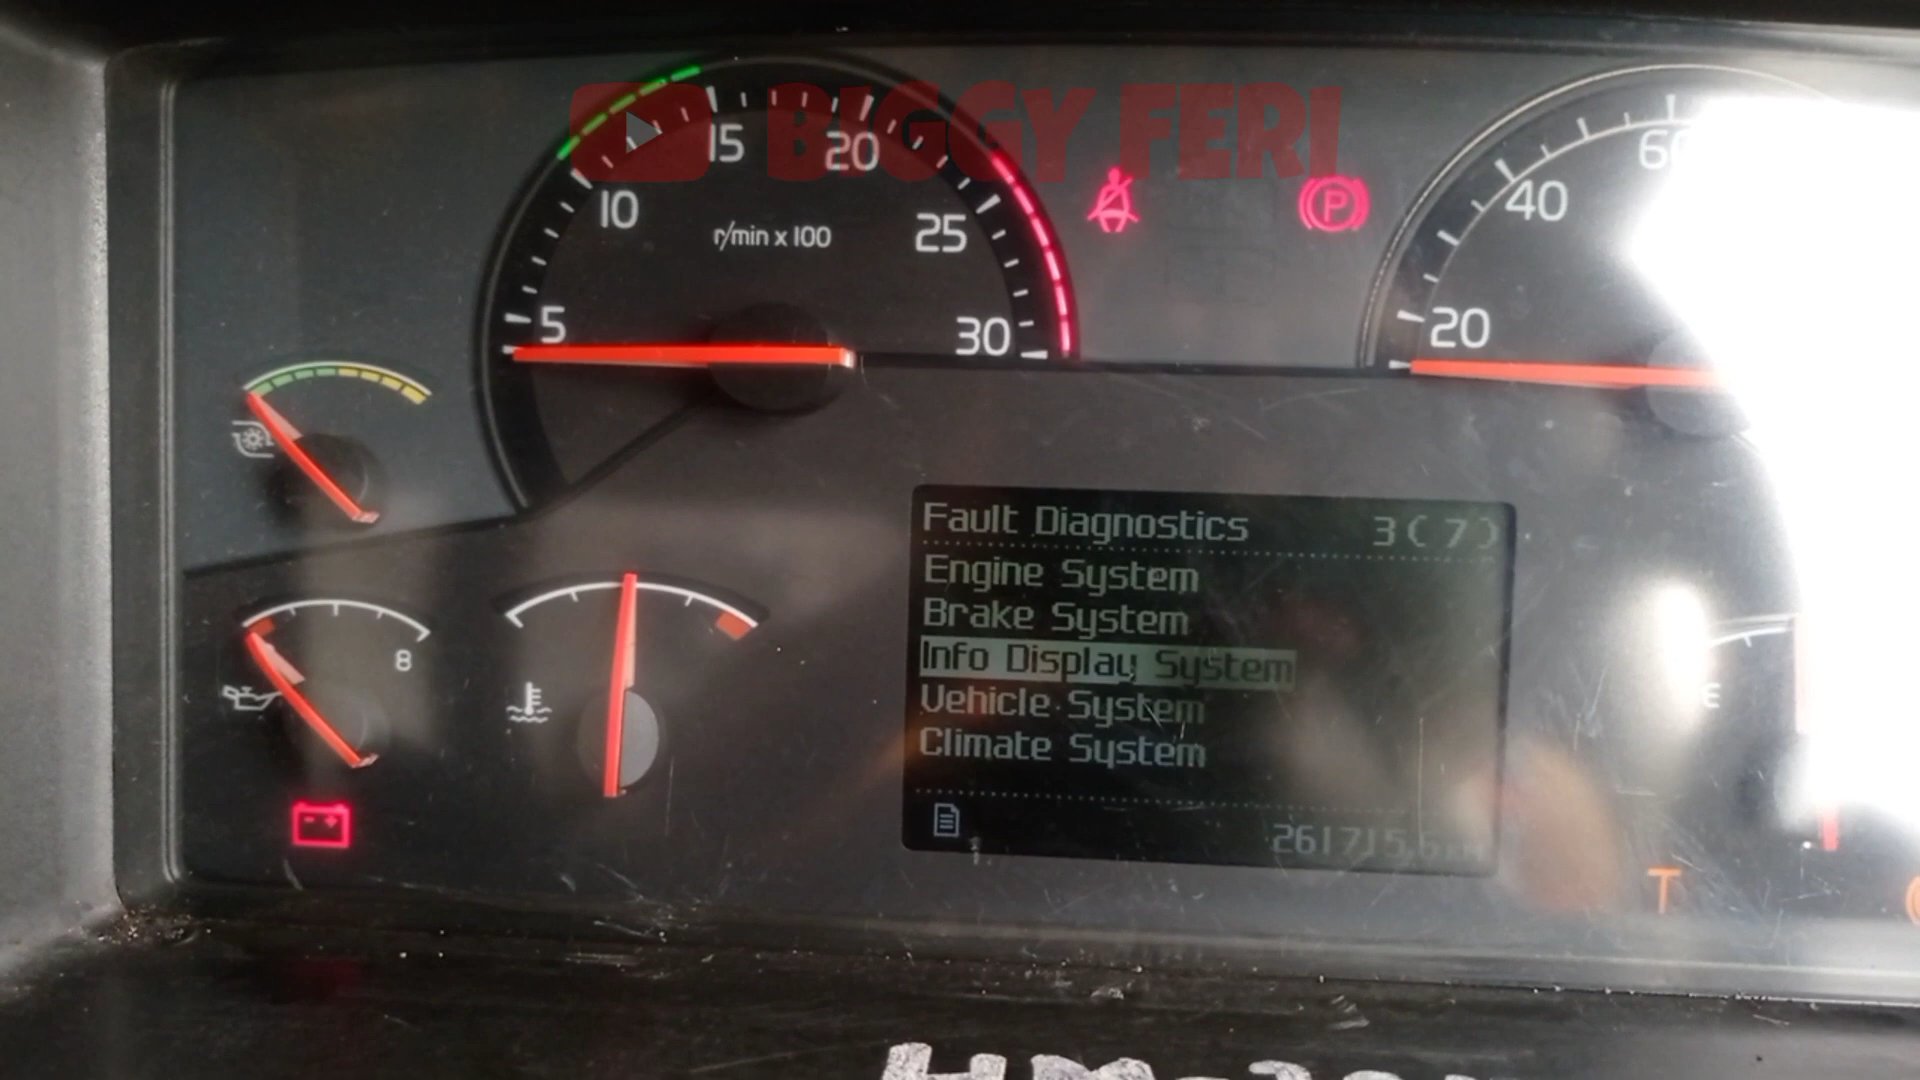 BIGGY FERI
15
20
10
25
r/min x 100
5
30
60
40
20
Fault Diagnostics 3(7)
Engine System
Brake System
Info Display System
Vehicle System
Climate System
8
E
P
T